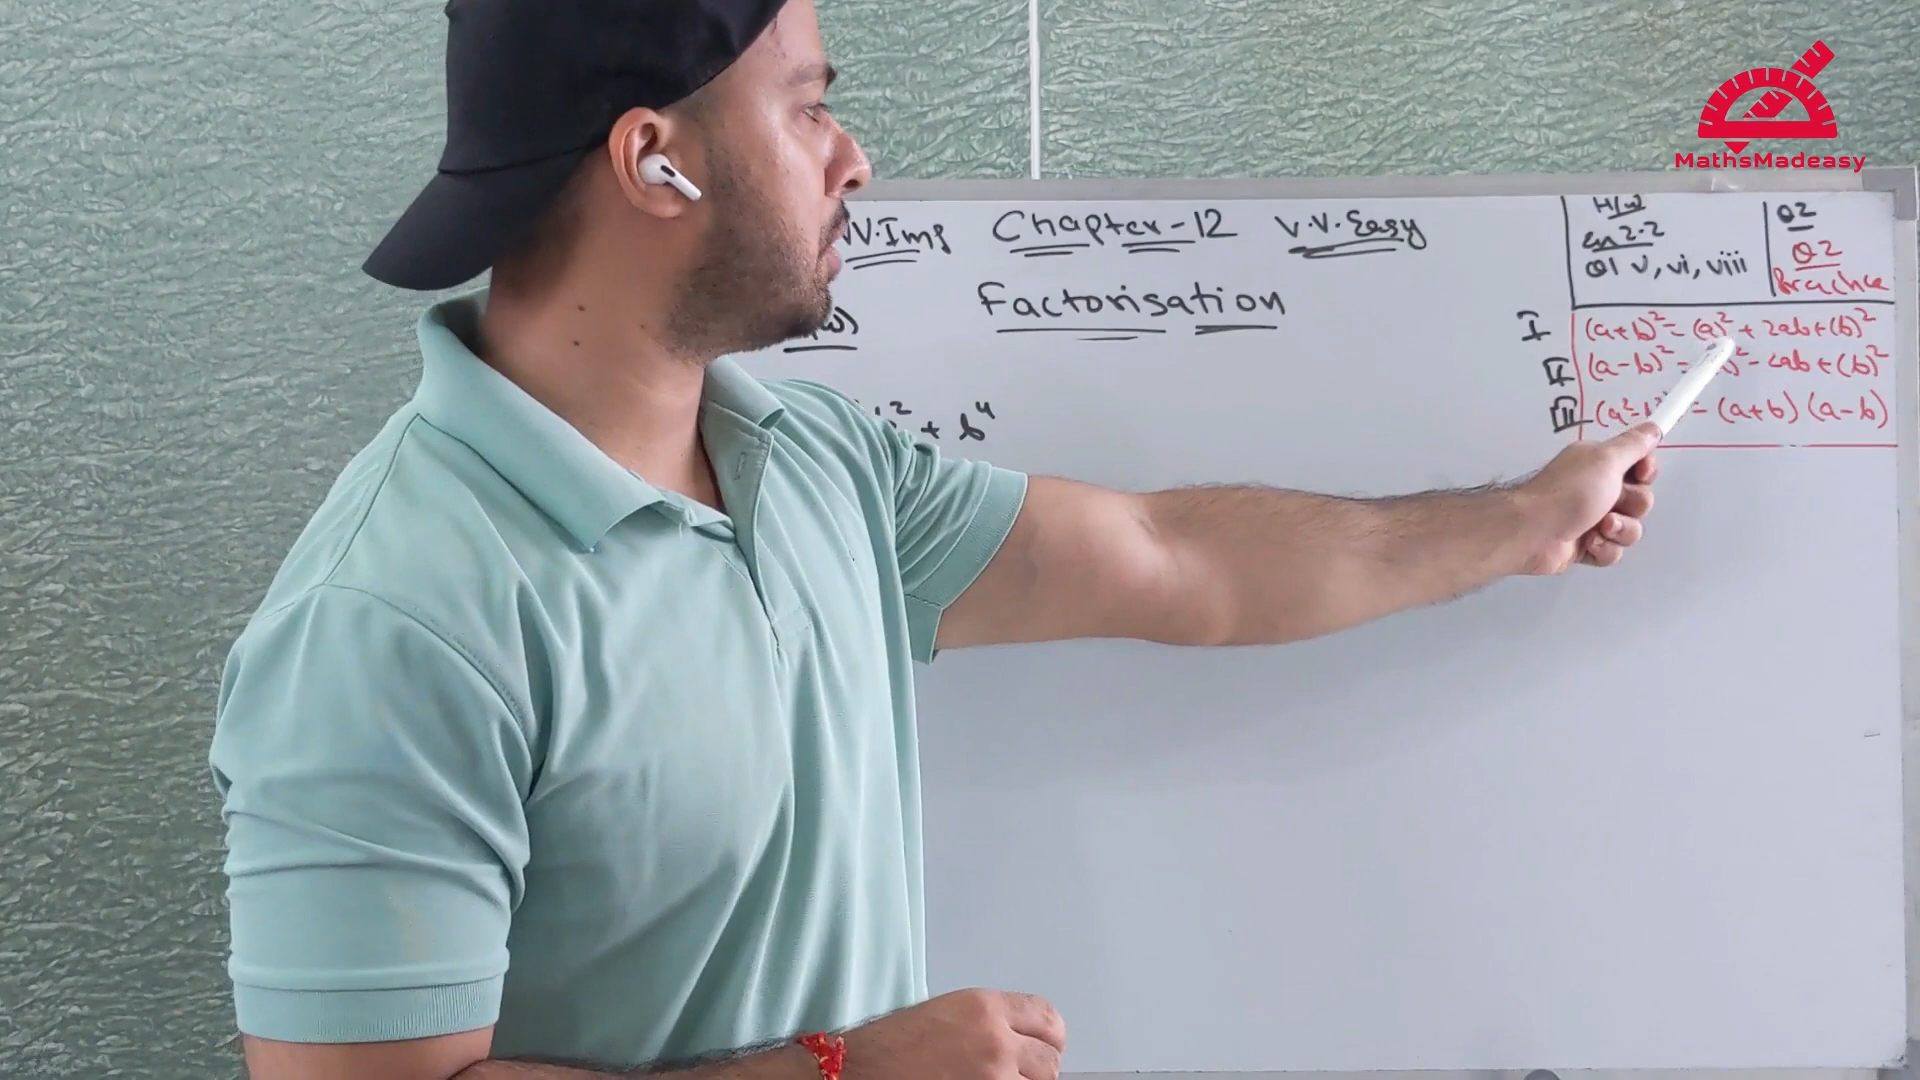 MathsMadeasy
V.Imp Chapter-12 V.V.Easy
Factorisation
H/w
Ex 2.2
Q1 v, vi, viii
Q2
Q2
Practice
I (a+b)² = (a)² + 2ab + (b)²
II (a-b)² = ² - 2ab + (b)²
III (a²-b²) = (a+b) (a-b)
² + b⁴